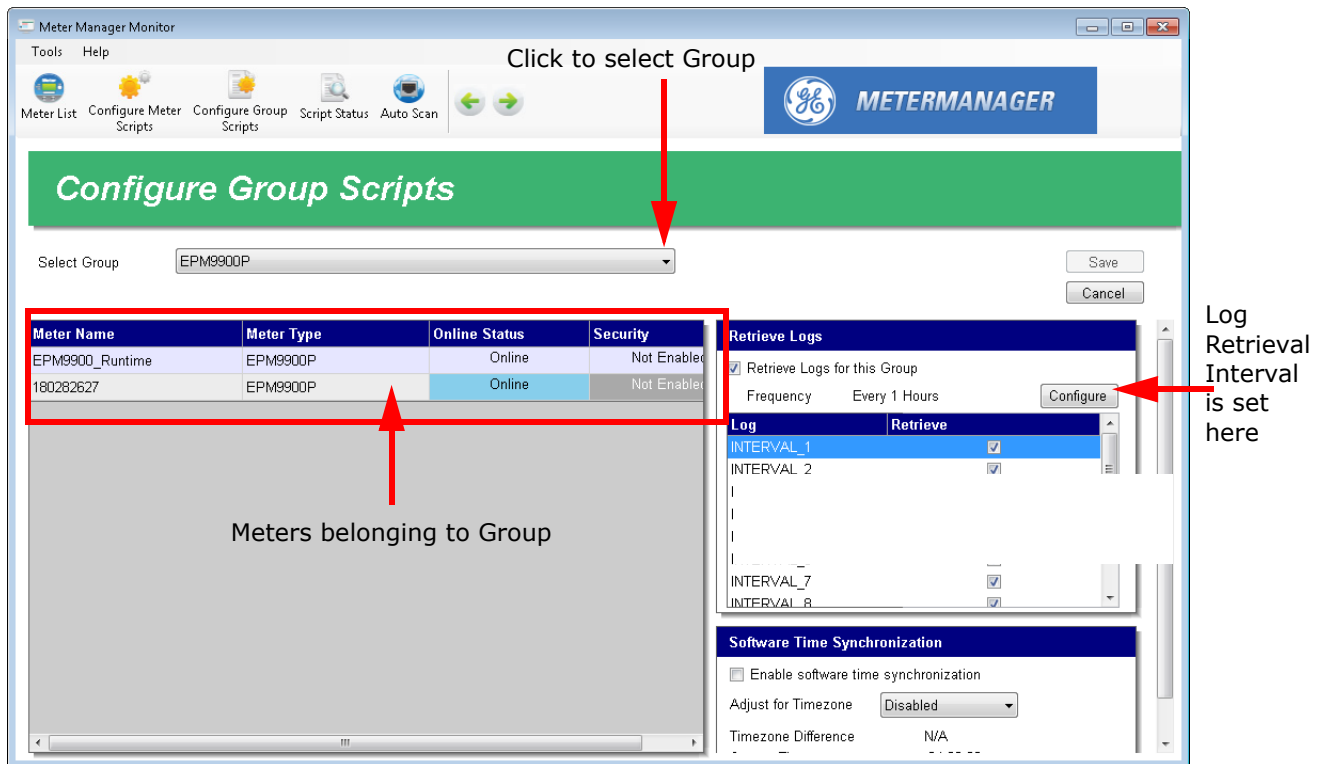 Meter Manager Monitor
Tools Help
Click to select Group
Meter List
Configure Meter Scripts
Configure Group Scripts
Script Status
Auto Scan
GE METERMANAGER
Configure Group Scripts
Select Group EPM9900P
Save
Cancel
Log
Retrieval
Interval
is set
here
Meter Name Meter Type Online Status Security
EPM9900_Runtime EPM9900P Online Not Enabled
180282627 EPM9900P Online Not Enabled
Meters belonging to Group
Retrieve Logs
Retrieve Logs for this Group
Frequency Every 1 Hours Configure
Log Retrieve
INTERVAL_1
INTERVAL_2
INTERVAL_7
INTERVAL_8
Software Time Synchronization
Enable software time synchronization
Adjust for Timezone Disabled
Timezone Difference N/A